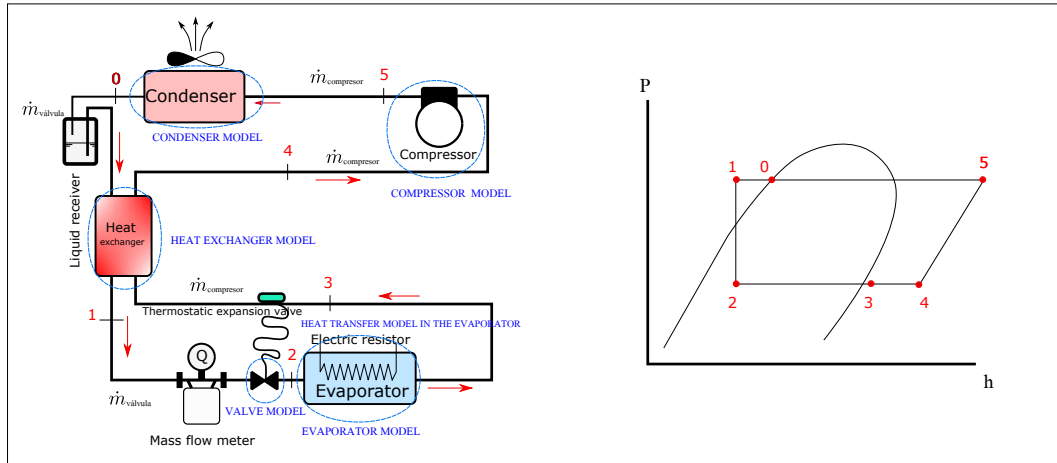 0
ṁcompresor
5
Condenser
ṁválvula
CONDENSER MODEL
Compressor
4
ṁcompresor
COMPRESSOR MODEL
Liquid receiver
Heat
exchanger
HEAT EXCHANGER MODEL
ṁcompresor
3
Thermostatic expansion valve
1
HEAT TRANSFER MODEL IN THE EVAPORATOR
Electric resistor
Q
2
Evaporator
ṁválvula
VALVE MODEL
EVAPORATOR MODEL
Mass flow meter
P
1
0
5
2
3
4
h